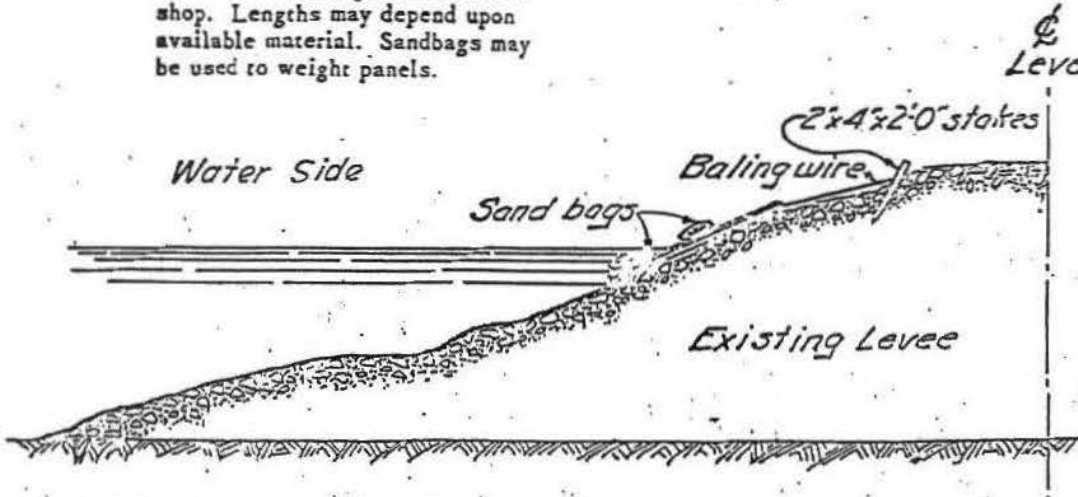 shop. Lengths may depend upon
available material. Sandbags may
be used to weight panels.
℄
2"x4"x2'-0" stakes
Water Side
Baling wire
Sand bags
Existing Levee